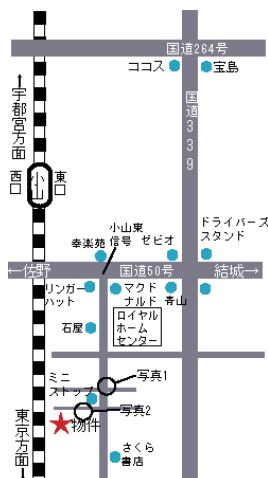 国道264号
ココス
宝島
↑宇都宮方面
国道339
西口
小山
東口
ドライバーズ
スタンド
小山東
信号
幸楽苑
ゼビオ
←佐野
国道50号
結城→
リンガー
ハット
マクド
ナルド
青山
ロイヤル
ホーム
センター
石屋
ミニ
ストップ
写真1
写真2
物件
東京方面↓
さくら
書店